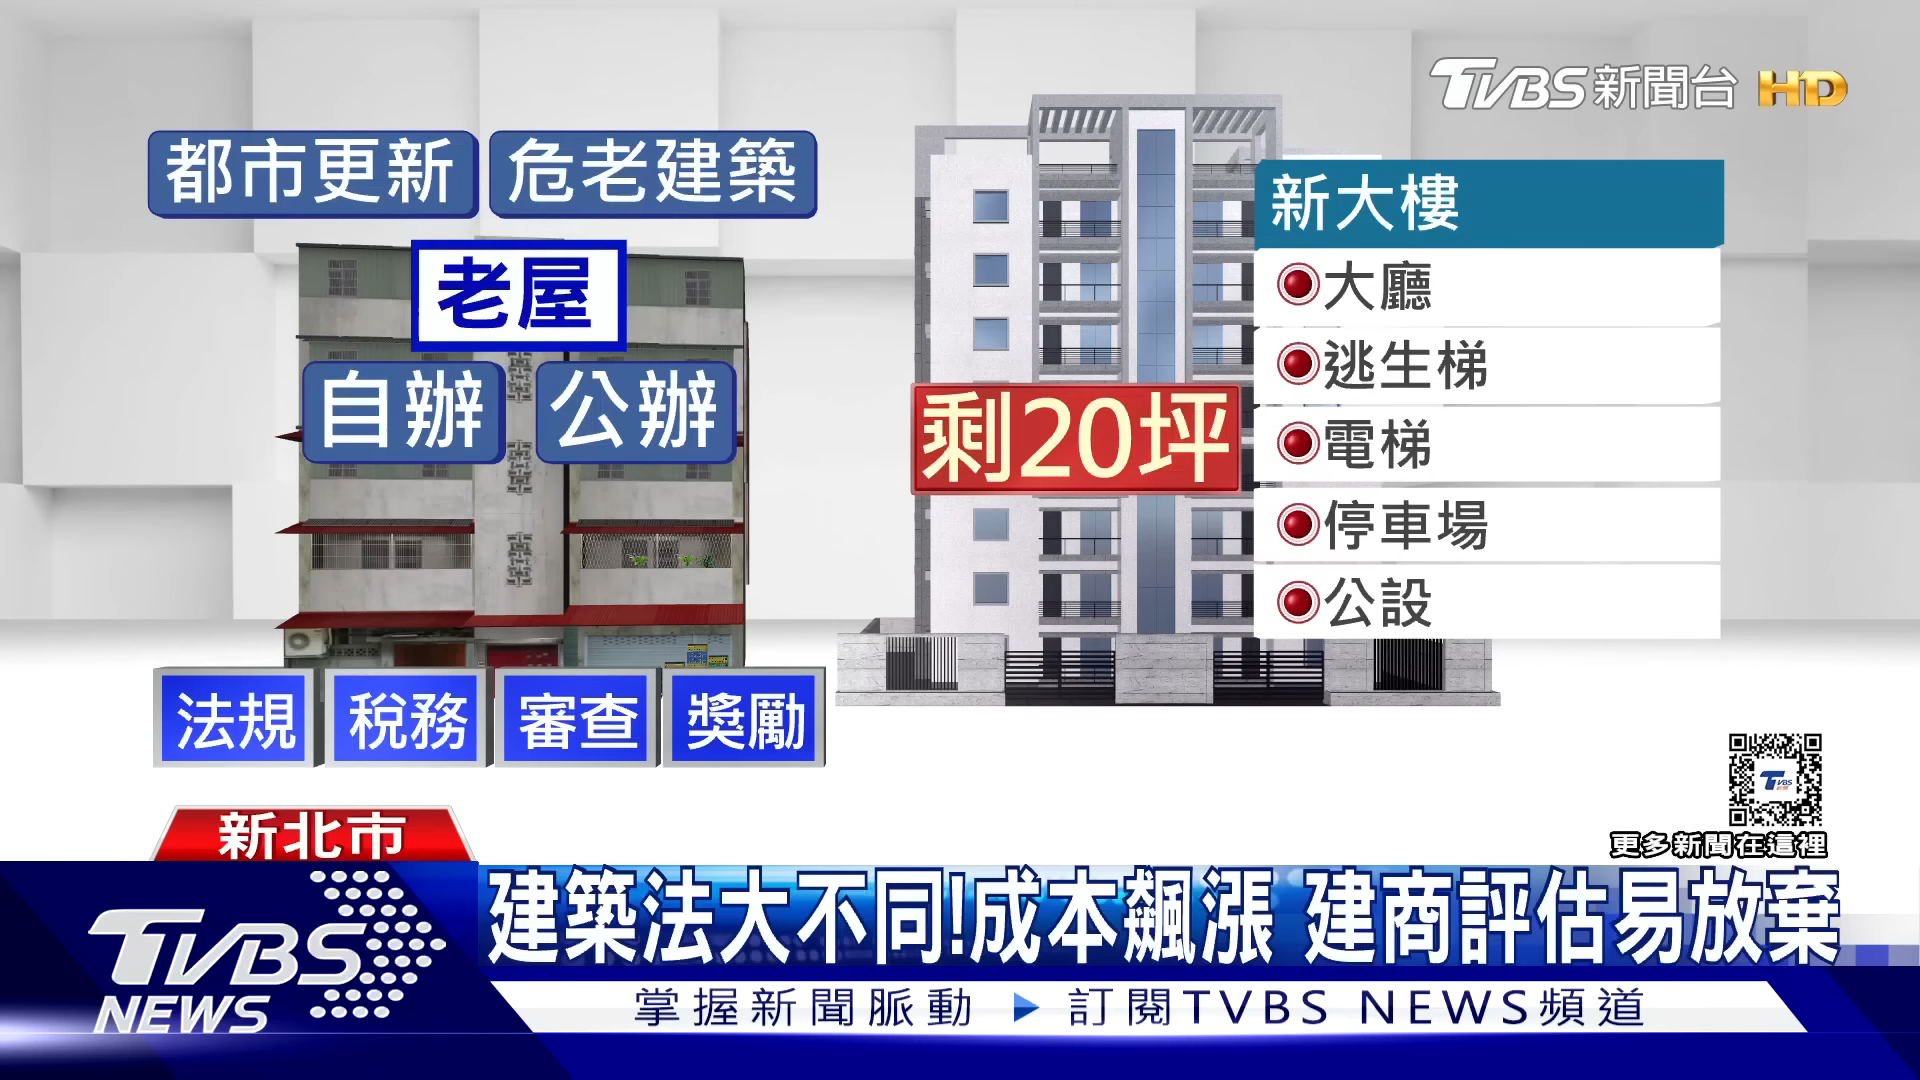 TVBS新聞台 HD
都市更新 危老建築
老屋
自辦 公辦
法規 稅務 審查 獎勵
剩20坪
新大樓
大廳
逃生梯
電梯
停車場
公設
TVBS
新聞
更多新聞在這裡
新北市
建築法大不同!成本飆漲 建商評估易放棄
TVBS
NEWS
掌握新聞脈動 ▶ 訂閱TVBS NEWS頻道